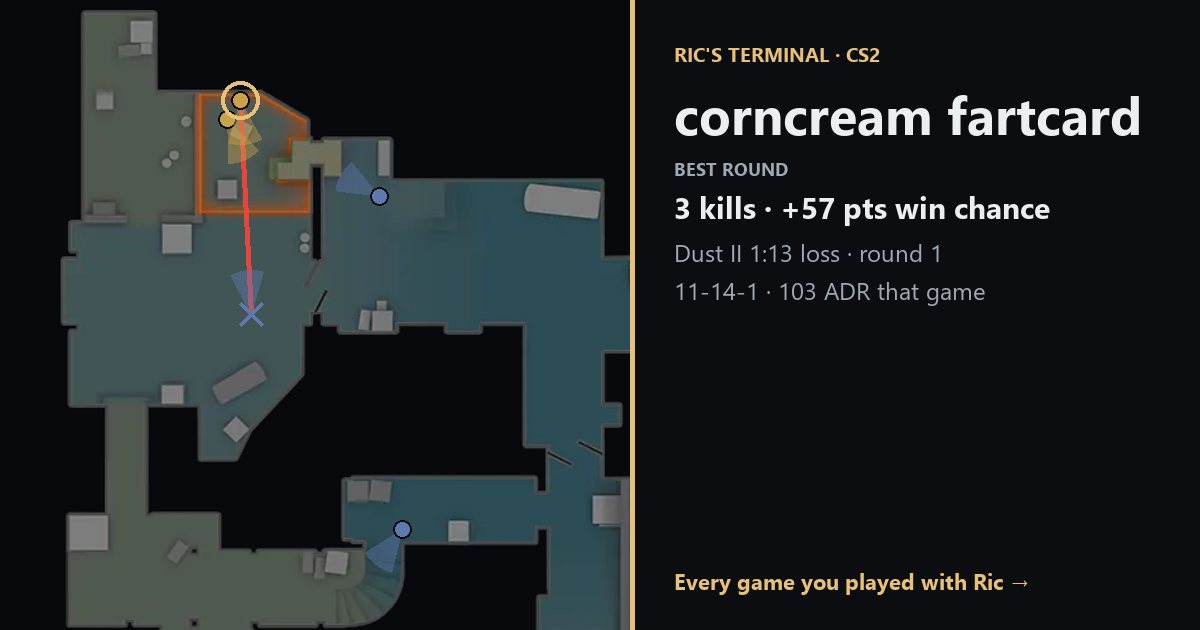 RIC'S TERMINAL · CS2
corncream fartcard
BEST ROUND
3 kills · +57 pts win chance
Dust II 1:13 loss · round 1
11-14-1 · 103 ADR that game
Every game you played with Ric →